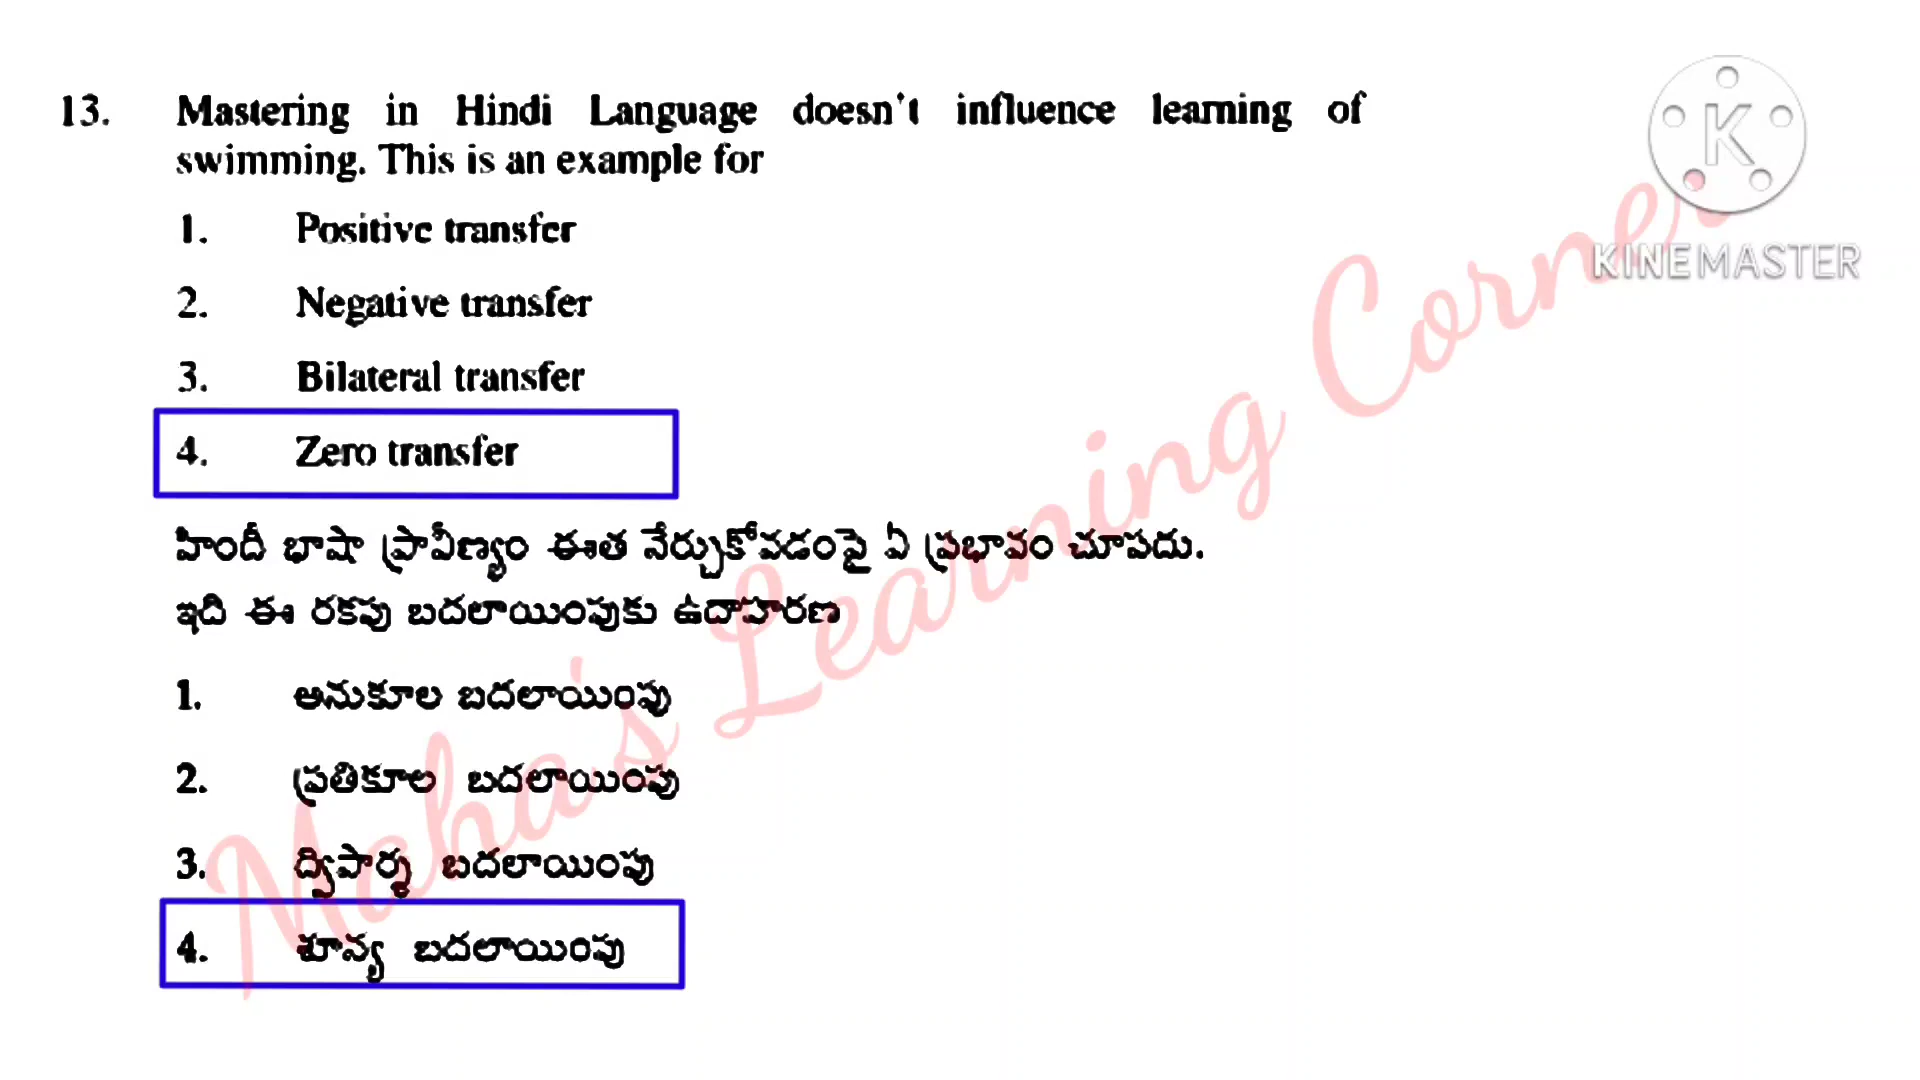 13. Mastering in Hindi Language doesn't influence learning of
swimming. This is an example for
1. Positive transfer
2. Negative transfer
3. Bilateral transfer
4. Zero transfer
హిందీ భాషా ప్రావీణ్యం ఈత నేర్చుకోవడంపై ఏ ప్రభావం చూపదు.
ఇది ఈ రకపు బదలాయింపుకు ఉదాహరణ
1. అనుకూల బదలాయింపు
2. ప్రతికూల బదలాయింపు
3. ద్విపార్శ్వ బదలాయింపు
4. శూన్య బదలాయింపు
Maha's Learning Corner
K
KINEMASTER